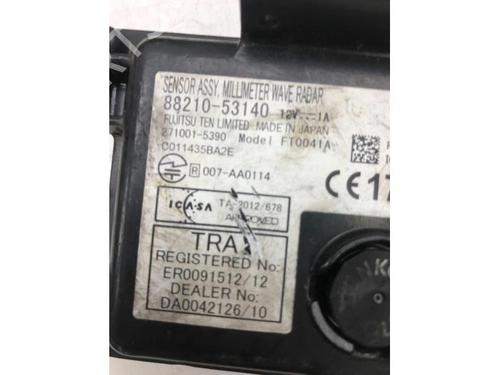 SENSOR ASSY, MILLIMETER WAVE RADAR
88210-53140 12V 1A
FUJITSU TEN LIMITED MADE IN JAPAN
271001-5390 Model FT0041A
C011435BA2E
R 007-AA0114
CE17
ICASA TA-2012/678
APPROVED
TRA
REGISTERED No:
ER0091512/12
DEALER No:
DA0042126/10